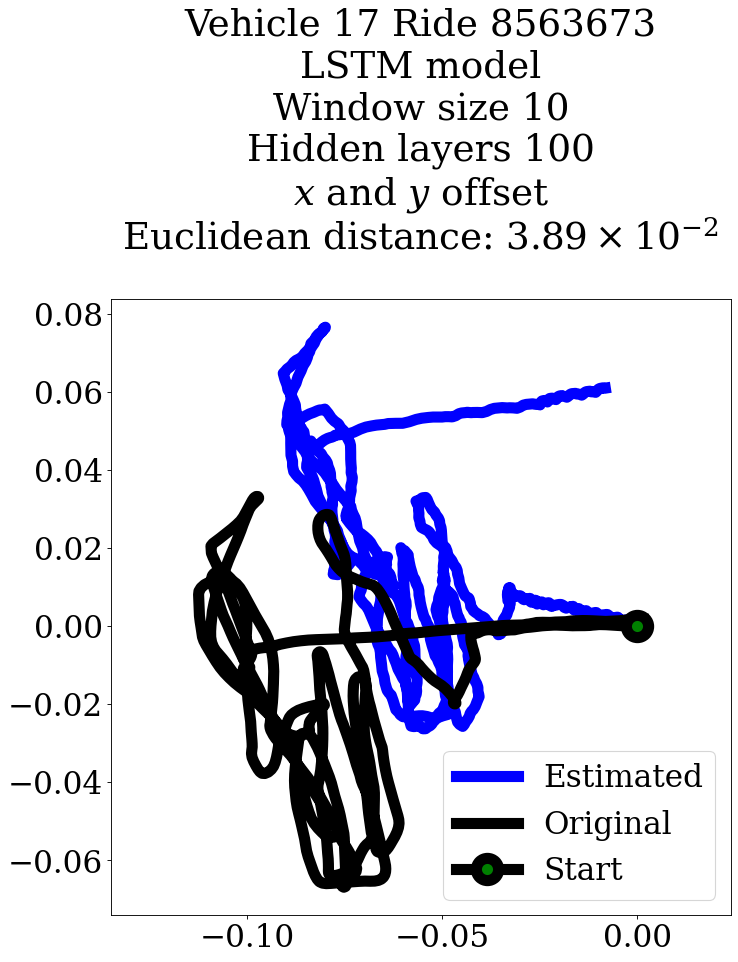 Vehicle 17 Ride 8563673
LSTM model
Window size 10
Hidden layers 100
x and y offset
Euclidean distance: 3.89 × 10⁻²
0.08
0.06
0.04
0.02
0.00
−0.02
−0.04
−0.06
Estimated
Original
Start
−0.10 −0.05 0.00